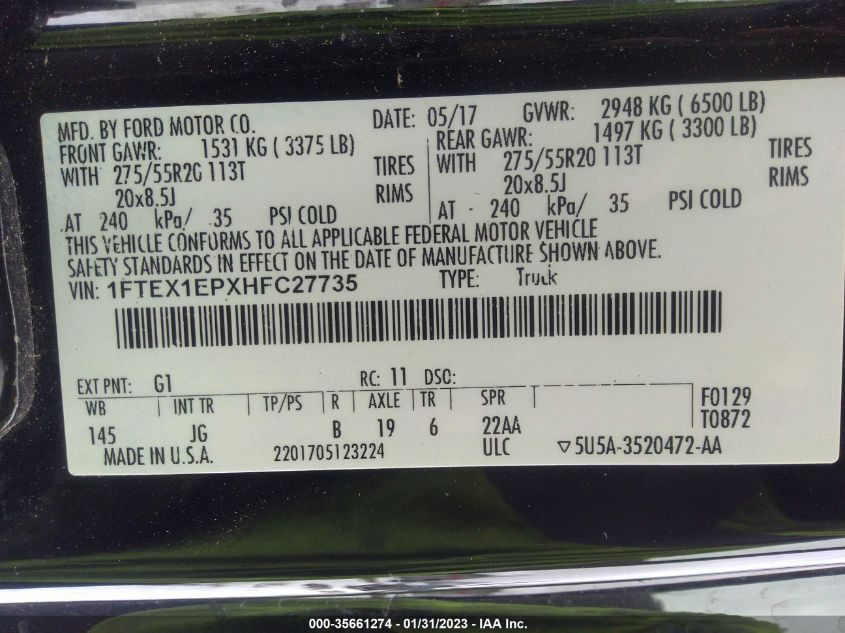 MFD. BY FORD MOTOR CO. DATE: 05/17 GVWR: 2948 KG ( 6500 LB)
FRONT GAWR: 1531 KG ( 3375 LB) REAR GAWR: 1497 KG ( 3300 LB)
WITH 275/55R20 113T TIRES WITH 275/55R20 113T TIRES
20x8.5J RIMS 20x8.5J RIMS
AT 240 kPa/ 35 PSI COLD AT 240 kPa/ 35 PSI COLD
THIS VEHICLE CONFORMS TO ALL APPLICABLE FEDERAL MOTOR VEHICLE
SAFETY STANDARDS IN EFFECT ON THE DATE OF MANUFACTURE SHOWN ABOVE.
VIN: 1FTEX1EPXHFC27735 TYPE: Truck
EXT PNT: G1 RC: 11 DSO:
WB INT TR TP/PS R AXLE TR SPR F0129
145 JG B 19 6 22AA T0872
MADE IN U.S.A. 2201705123224 ULC ▽5U5A-3520472-AA
000-35661274 - 01/31/2023 - IAA Inc.